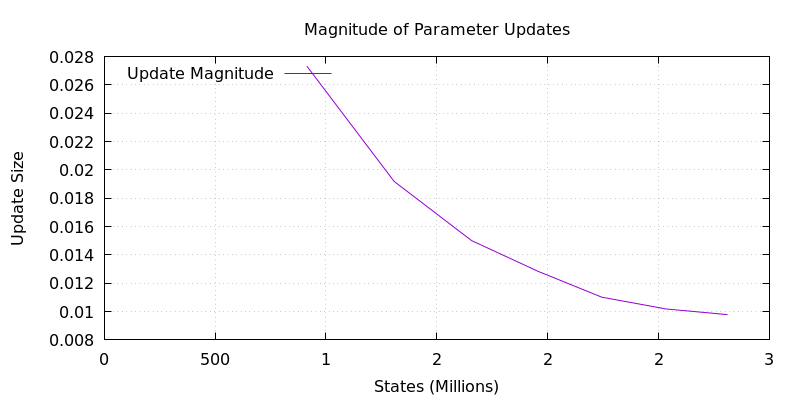 Magnitude of Parameter Updates
Update Magnitude
Update Size
0.028
0.026
0.024
0.022
0.02
0.018
0.016
0.014
0.012
0.01
0.008
0 500 1 2 2 2 3
States (Millions)